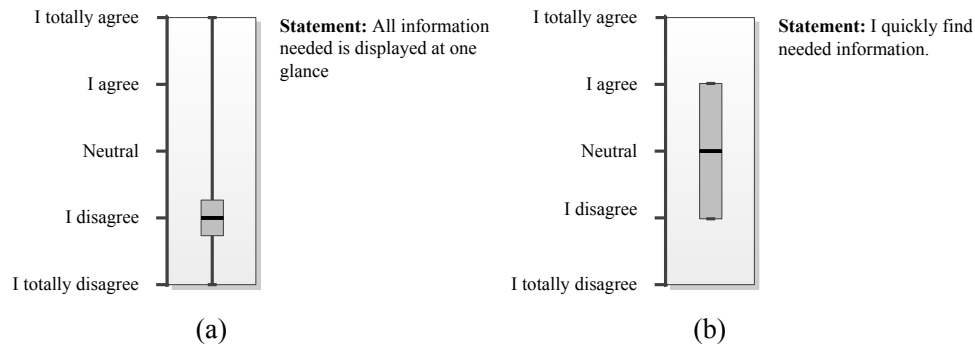 I totally agree
I agree
Neutral
I disagree
I totally disagree
Statement: All information
needed is displayed at one
glance
(a)
I totally agree
I agree
Neutral
I disagree
I totally disagree
Statement: I quickly find
needed information.
(b)